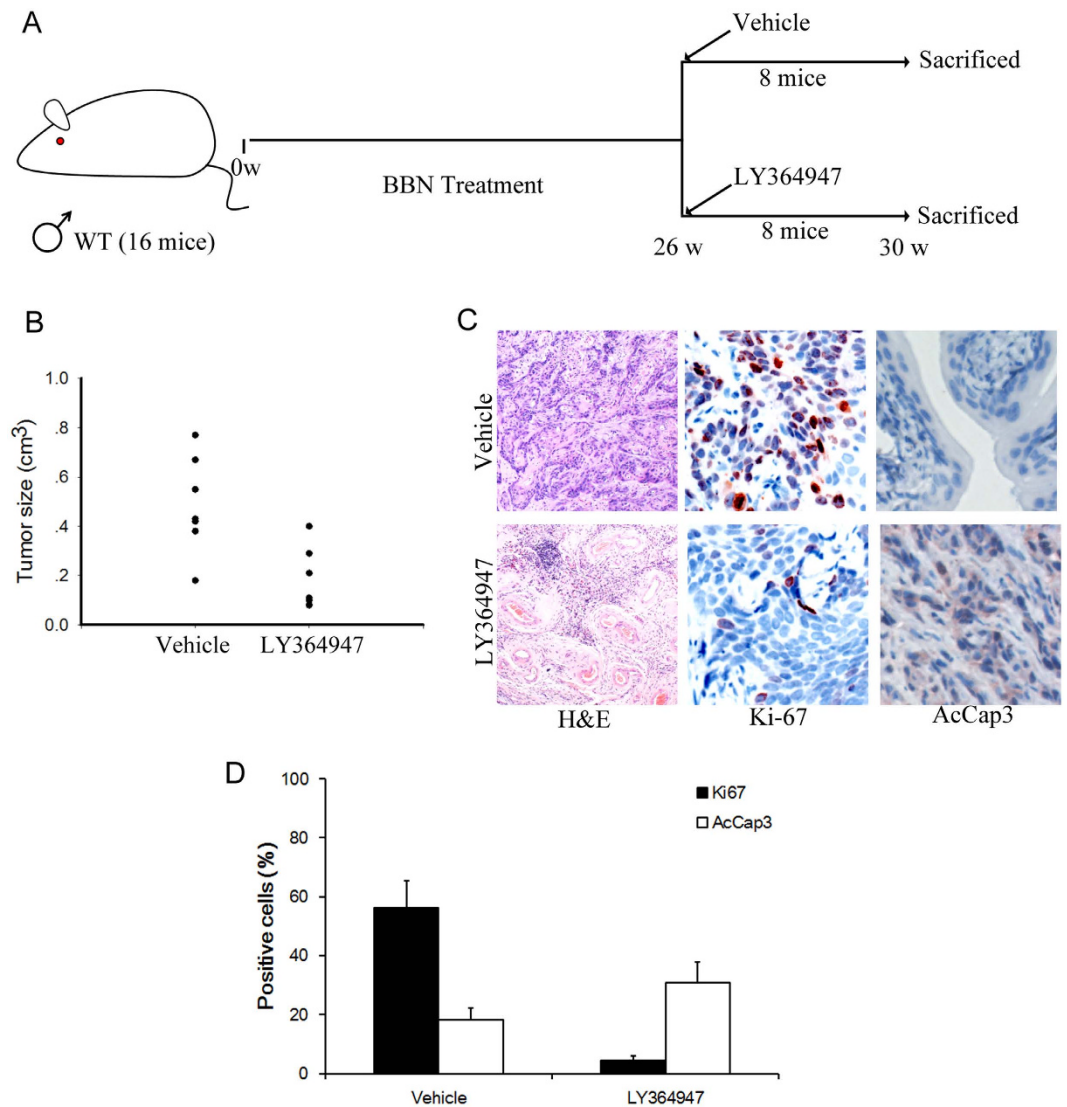 A
Vehicle
8 mice
Sacrificed
0w
BBN Treatment
LY364947
8 mice
Sacrificed
WT (16 mice)
26 w
30 w
B
Tumor size (cm3)
1.0
.8
.6
.4
.2
0.0
Vehicle
LY364947
C
Vehicle
LY364947
H&E
Ki-67
AcCap3
D
Positive cells (%)
100
80
60
40
20
0
Ki67
AcCap3
Vehicle
LY364947